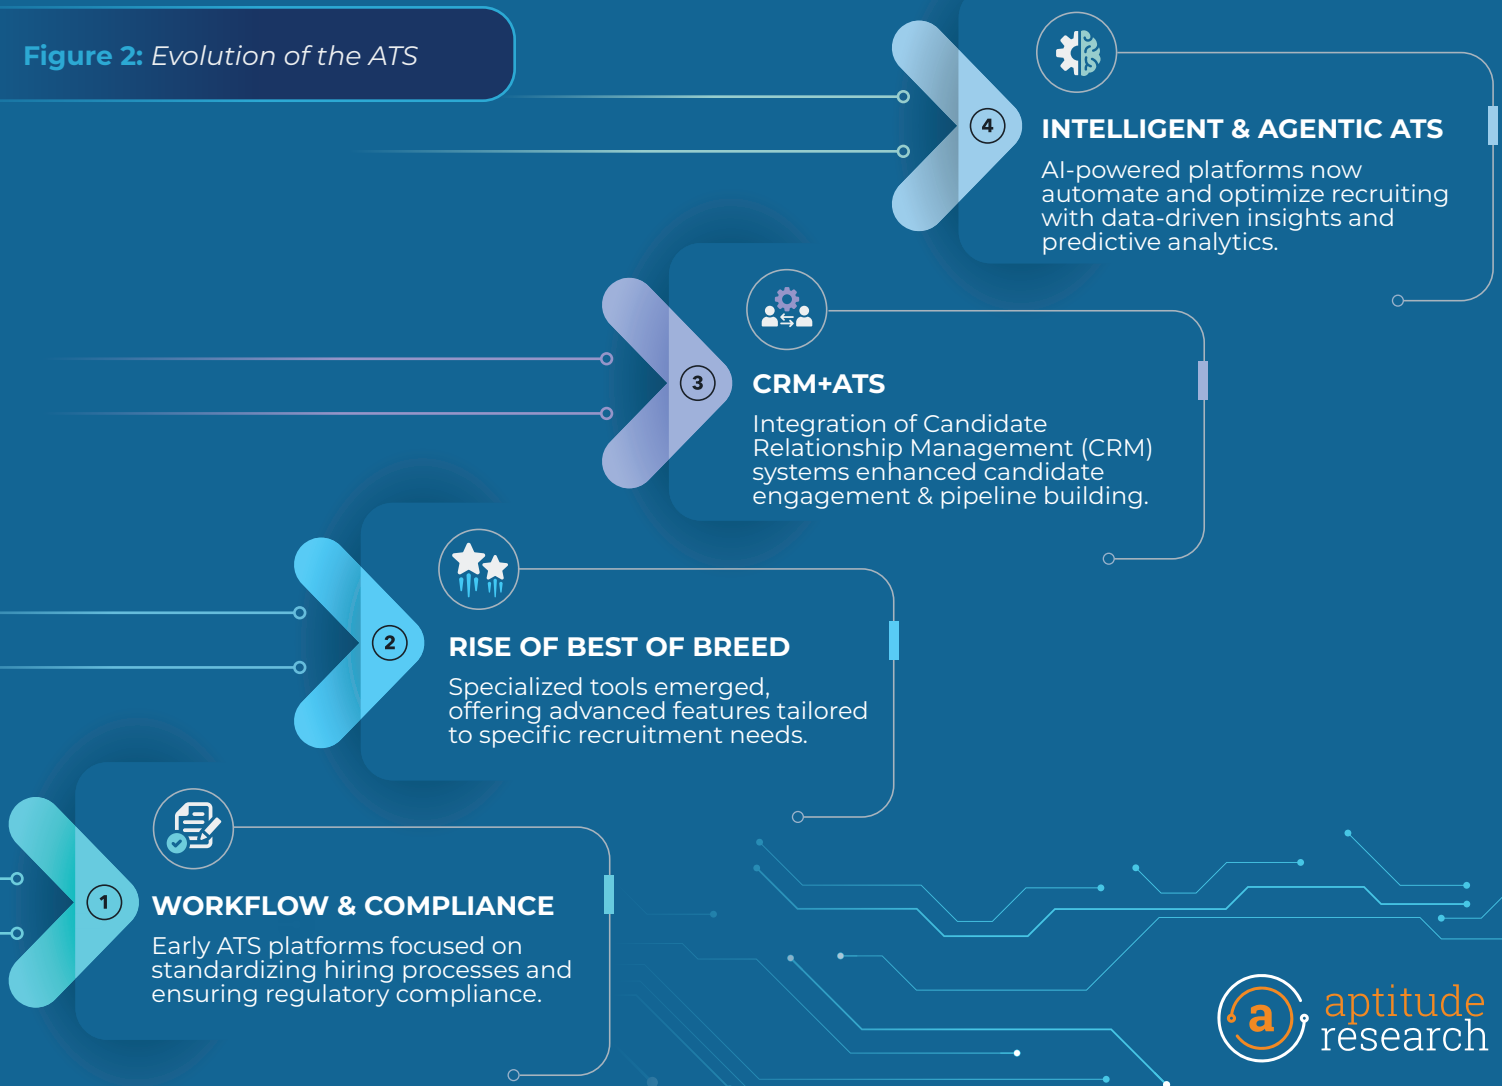 Figure 2: Evolution of the ATS
4
INTELLIGENT & AGENTIC ATS
AI-powered platforms now
automate and optimize recruiting
with data-driven insights and
predictive analytics.
3
CRM+ATS
Integration of Candidate
Relationship Management (CRM)
systems enhanced candidate
engagement & pipeline building.
2
RISE OF BEST OF BREED
Specialized tools emerged,
offering advanced features tailored
to specific recruitment needs.
1
WORKFLOW & COMPLIANCE
Early ATS platforms focused on
standardizing hiring processes and
ensuring regulatory compliance.
a
aptitude
research